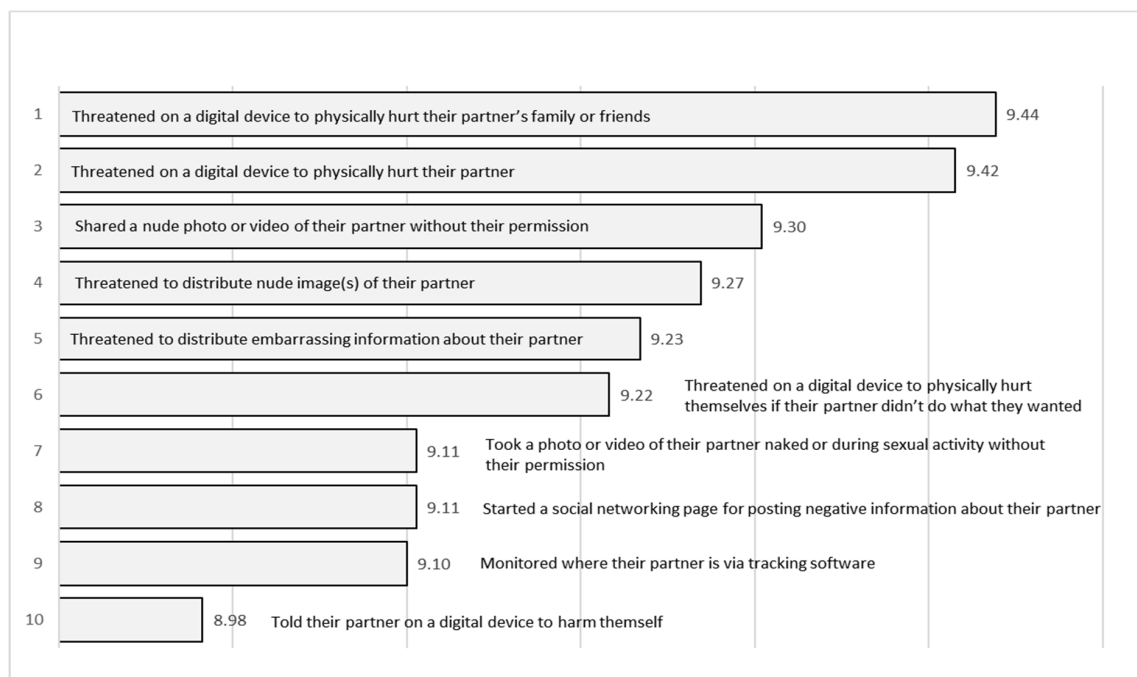 1 Threatened on a digital device to physically hurt their partner’s family or friends 9.44
2 Threatened on a digital device to physically hurt their partner 9.42
3 Shared a nude photo or video of their partner without their permission 9.30
4 Threatened to distribute nude image(s) of their partner 9.27
5 Threatened to distribute embarrassing information about their partner 9.23
6 9.22 Threatened on a digital device to physically hurt
themselves if their partner didn’t do what they wanted
7 9.11 Took a photo or video of their partner naked or during sexual activity without
their permission
8 9.11 Started a social networking page for posting negative information about their partner
9 9.10 Monitored where their partner is via tracking software
10 8.98 Told their partner on a digital device to harm themself